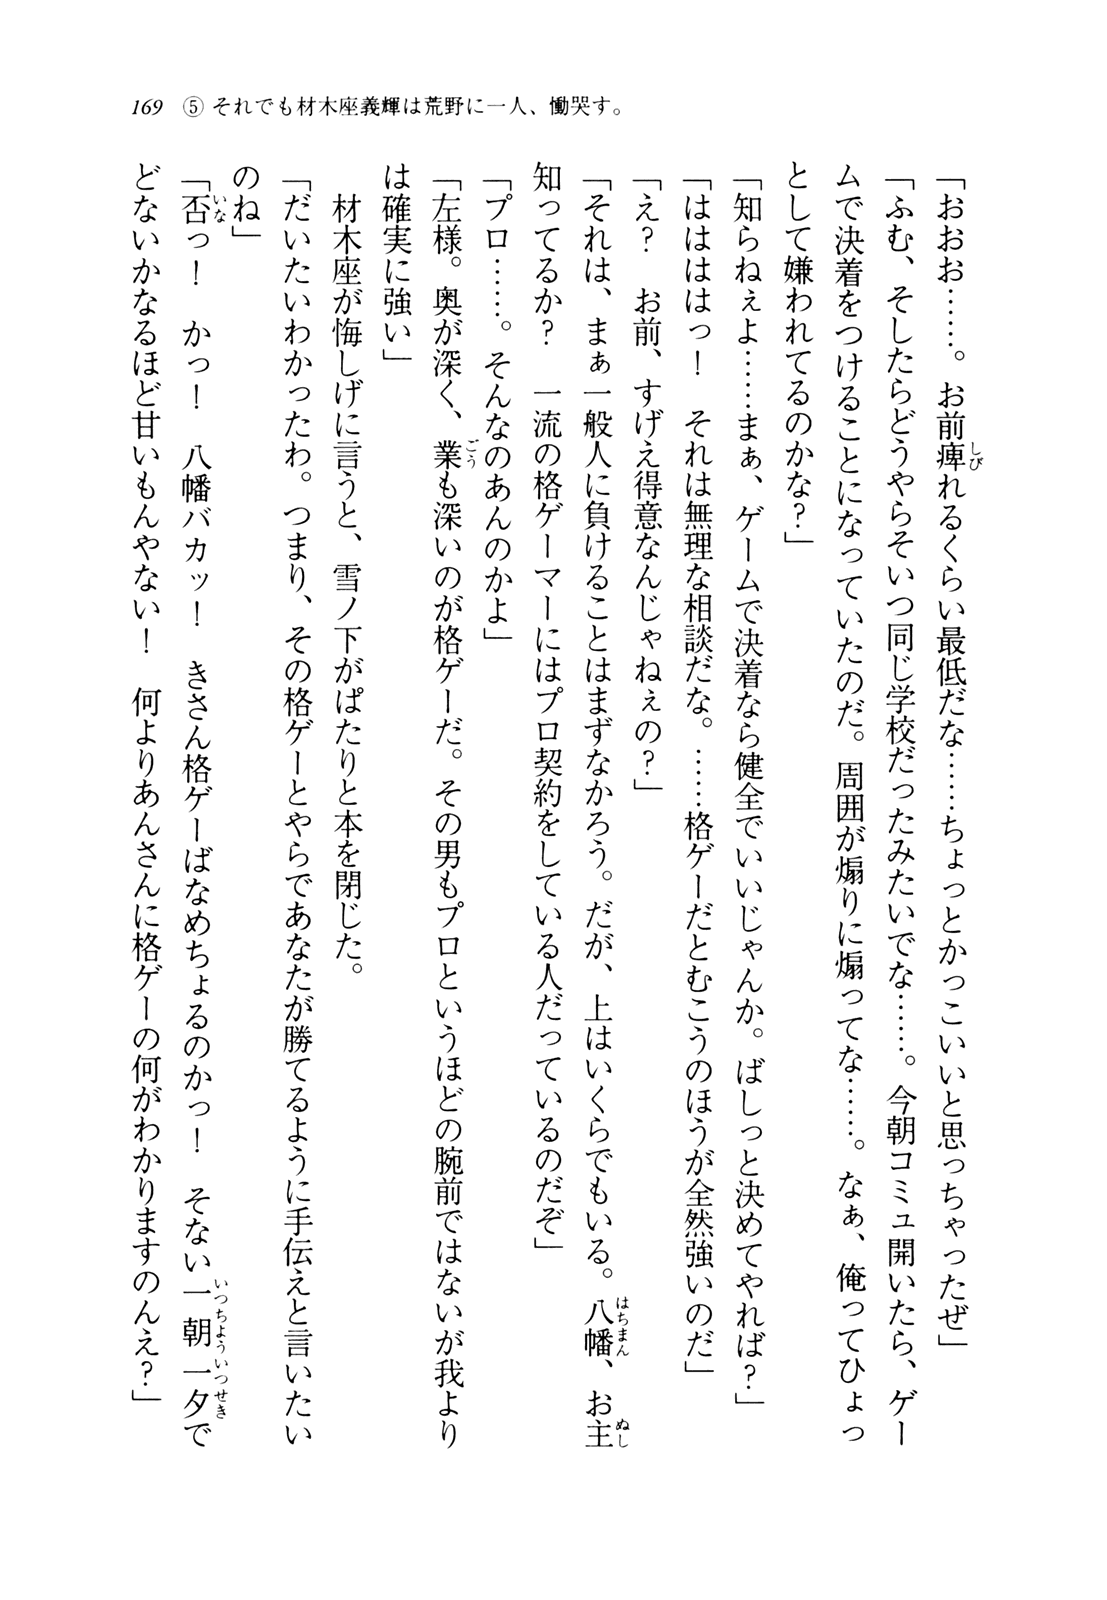 169 ⑤ それでも材木座義輝は荒野に一人、慟哭す。
「おおお……。お前痺れるくらい最低だな……ちょっとかっこいいと思っちゃったぜ」
「ふむ、そしたらどうやらそいつ同じ学校だったみたいでな……。今朝コミュ開いたら、ゲー
ムで決着をつけることになっていたのだ。周囲が煽りに煽ってな……。なぁ、俺ってひょっ
として嫌われてるのかな？」
「知らねぇよ……まぁ、ゲームで決着なら健全でいいじゃんか。ばしっと決めてやれば？」
「はははっ！　それは無理な相談だな。……格ゲーだとむこうのほうが全然強いのだ」
「え？　お前、すげえ得意なんじゃねぇの？」
「それは、まぁ一般人に負けることはまずなかろう。だが、上はいくらでもいる。八幡、お主
知ってるか？　一流の格ゲーマーにはプロ契約をしている人だっているのだぞ」
「プロ……。そんなのあんのかよ」
「左様。奥が深く、業も深いのが格ゲーだ。その男もプロというほどの腕前ではないが我より
は確実に強い」
　材木座が悔しげに言うと、雪ノ下がぱたりと本を閉じた。
「だいたいわかったわ。つまり、その格ゲーとやらであなたが勝てるように手伝えと言いたい
のね」
「否っ！　かっ！　八幡バカッ！　きさん格ゲーばなめちょるのかっ！　そない一朝一夕で
どないかなるほど甘いもんやない！　何よりあんさんに格ゲーの何がわかりますのんえ？」